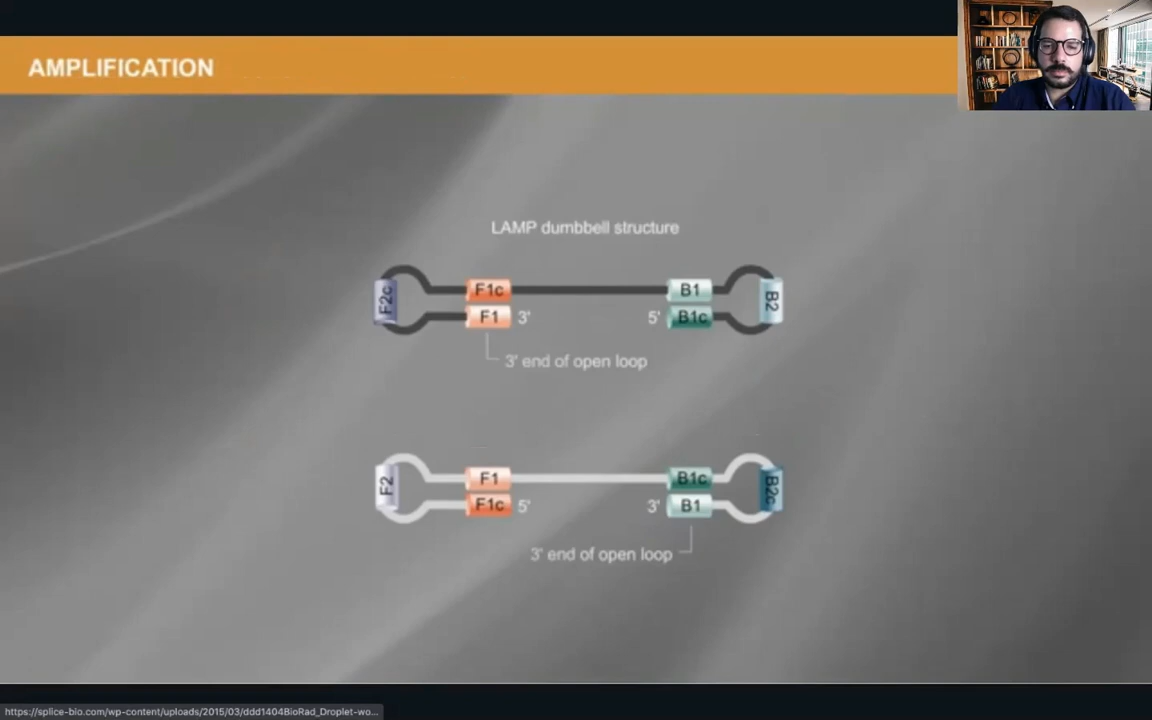 AMPLIFICATION
LAMP dumbbell structure
F2c
F1c
B1
B2
F1 3'
5' B1c
3' end of open loop
F2
F1
B1c
B2c
F1c 5'
3' B1
3' end of open loop
https://splice-bio.com/wp-content/uploads/2015/03/ddd1404BioRad_Droplet-wo...